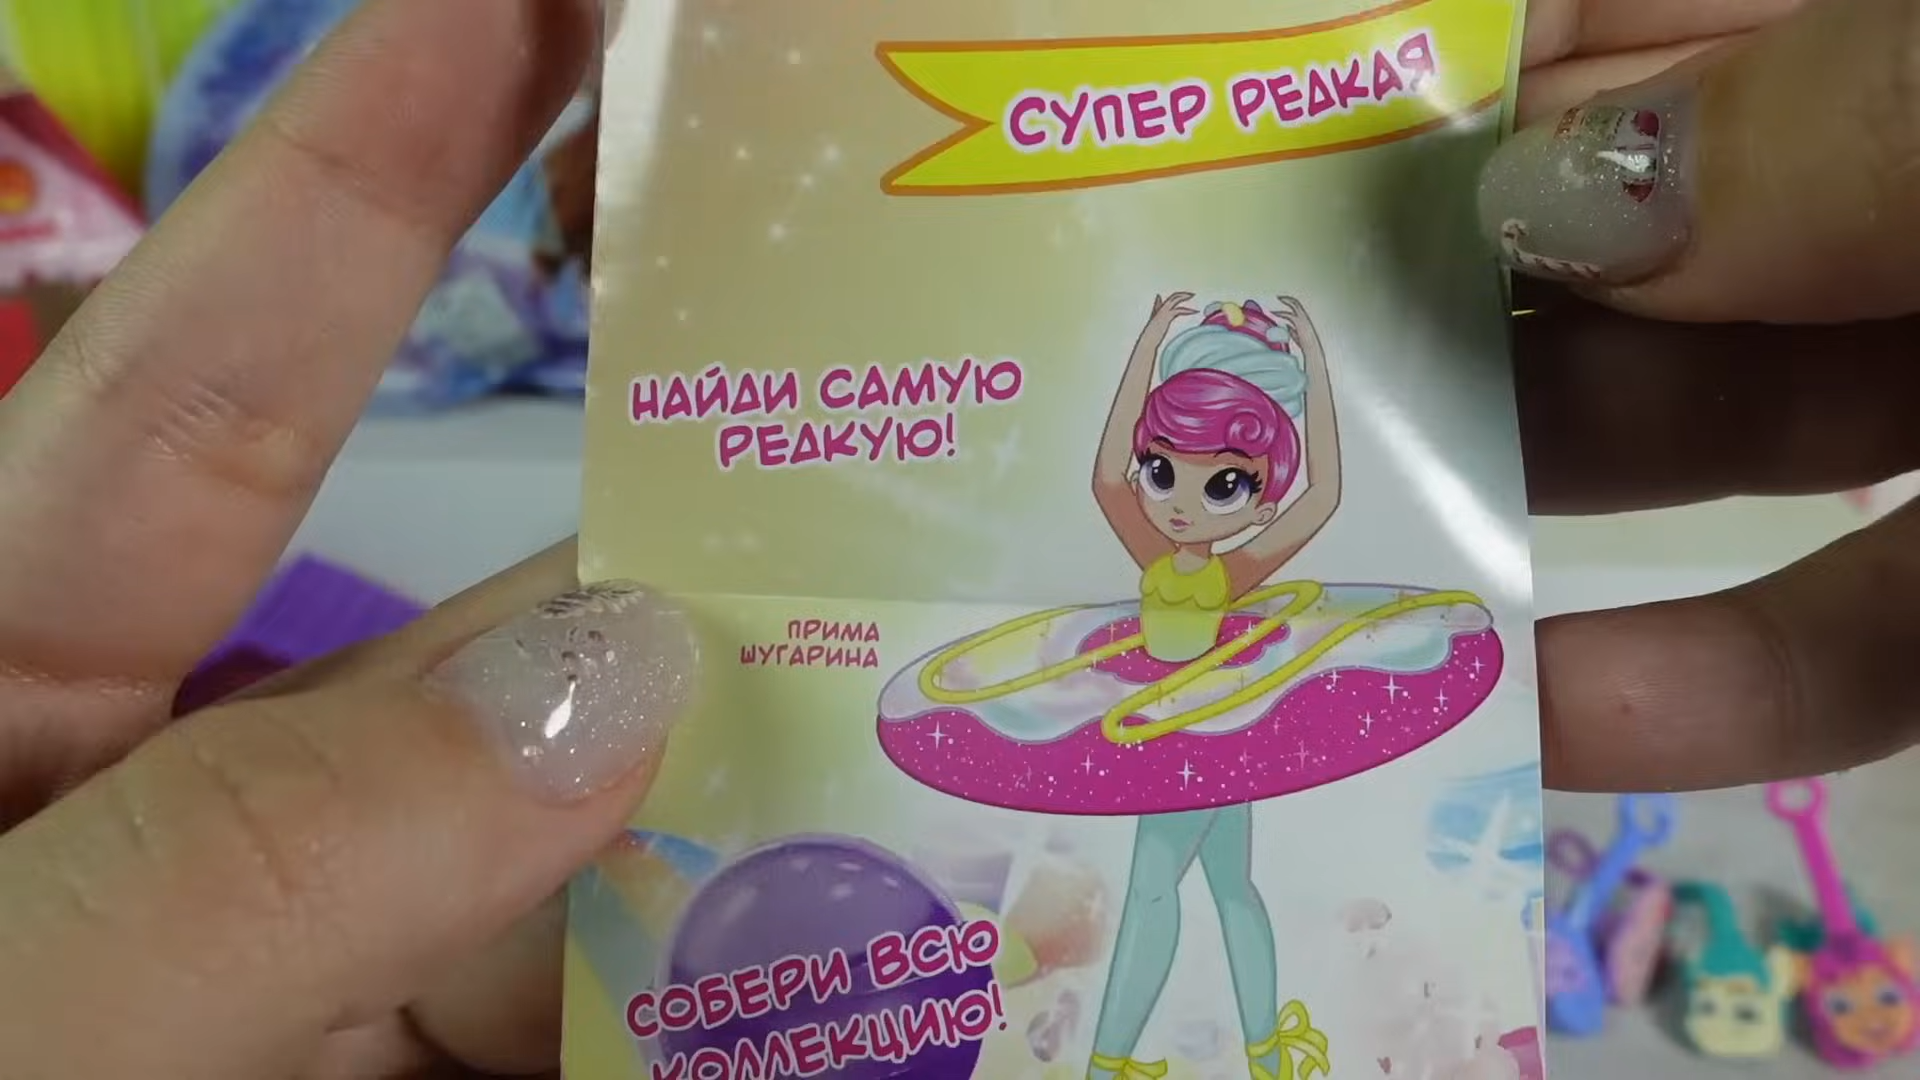 СУПЕР РЕДКАЯ
НАЙДИ САМУЮ
РЕДКУЮ!
ПРИМА
ШУГАРИНА
СОБЕРИ ВСЮ
КОЛЛЕКЦИЮ!